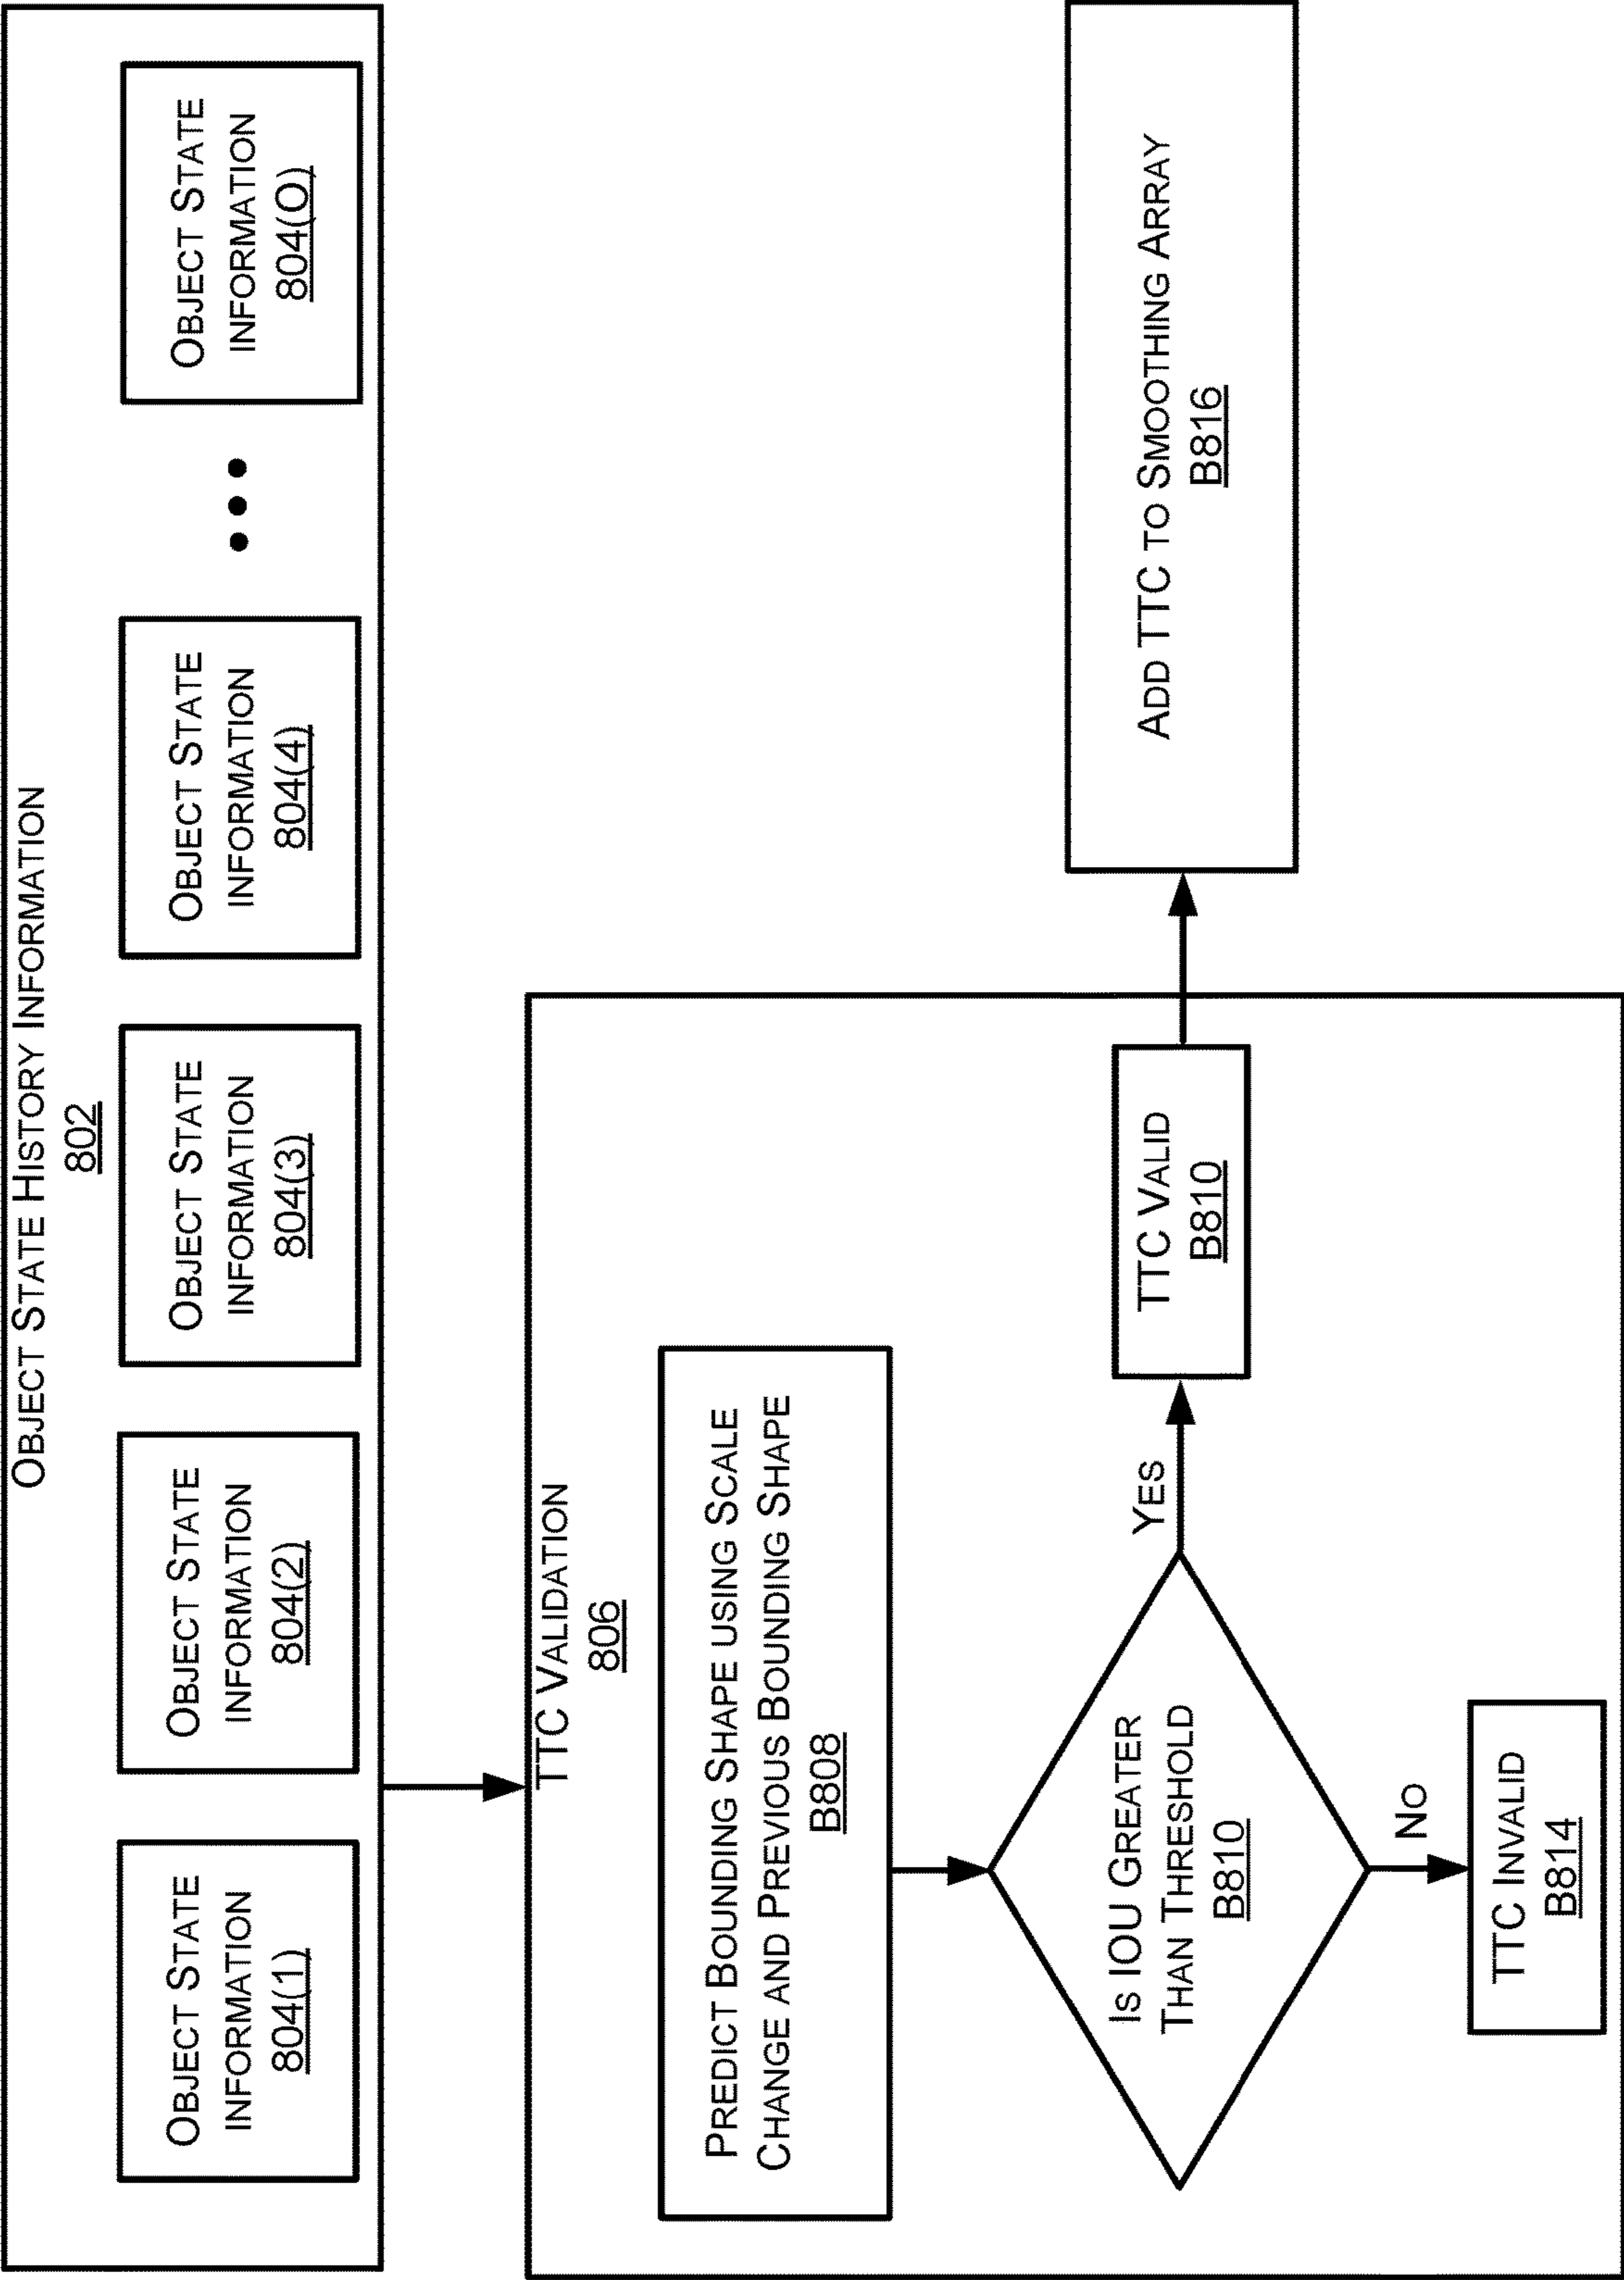 OBJECT STATE HISTORY INFORMATION
802
OBJECT STATE
INFORMATION
804(1)
OBJECT STATE
INFORMATION
804(2)
OBJECT STATE
INFORMATION
804(3)
OBJECT STATE
INFORMATION
804(4)
OBJECT STATE
INFORMATION
804(O)
TTC VALIDATION
806
PREDICT BOUNDING SHAPE USING SCALE
CHANGE AND PREVIOUS BOUNDING SHAPE
B808
IS IOU GREATER
THAN THRESHOLD
B810
YES
TTC VALID
B810
ADD TTC TO SMOOTHING ARRAY
B816
NO
TTC INVALID
B814